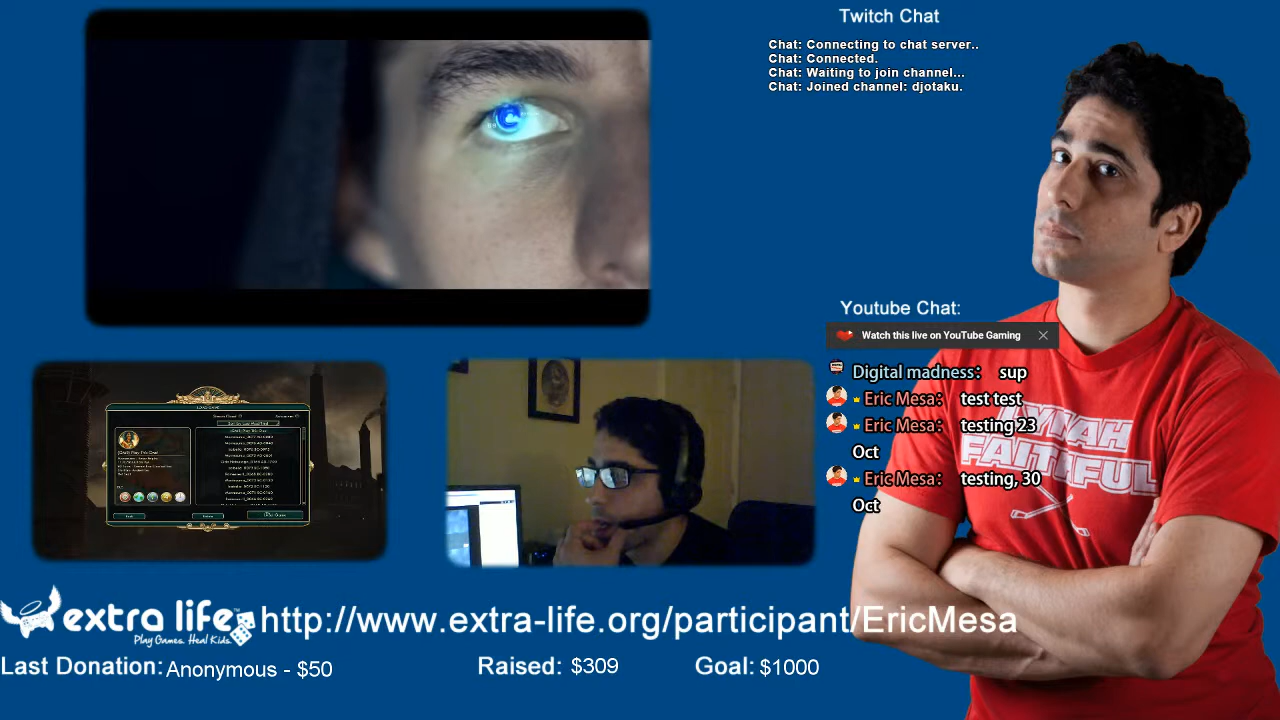 Twitch Chat
Chat: Connecting to chat server..
Chat: Connected.
Chat: Waiting to join channel...
Chat: Joined channel: djotaku.
Youtube Chat:
Watch this live on YouTube Gaming
Digital madness: sup
Eric Mesa: test test
Eric Mesa: testing 23
Oct
Eric Mesa: testing, 30
Oct
FAITHFUL
LOAD GAME
extra life
Play Games. Heal Kids.
http://www.extra-life.org/participant/EricMesa
Last Donation: Anonymous - $50
Raised: $309
Goal: $1000